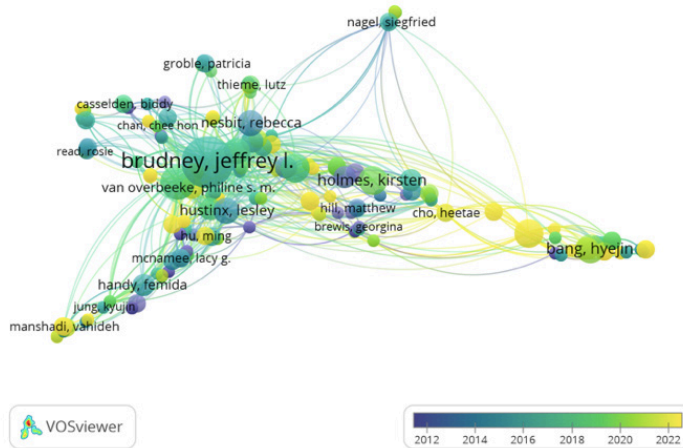 nagel, siegfried
groble, patricia
thieme, lutz
casselden, biddy
chan, chee hon
nesbit, rebecca
read, rosie
brudney, jeffrey l.
van overbeeke, philine s. m.
holmes, kirsten
hustinx, lesley
hill, matthew
cho, heetae
brewis, georgina
hu, ming
bang, hyejin
mcnamee, lacy g.
handy, femida
jung, kyujin
manshadi, vahideh
VOSviewer
2012 2014 2016 2018 2020 2022